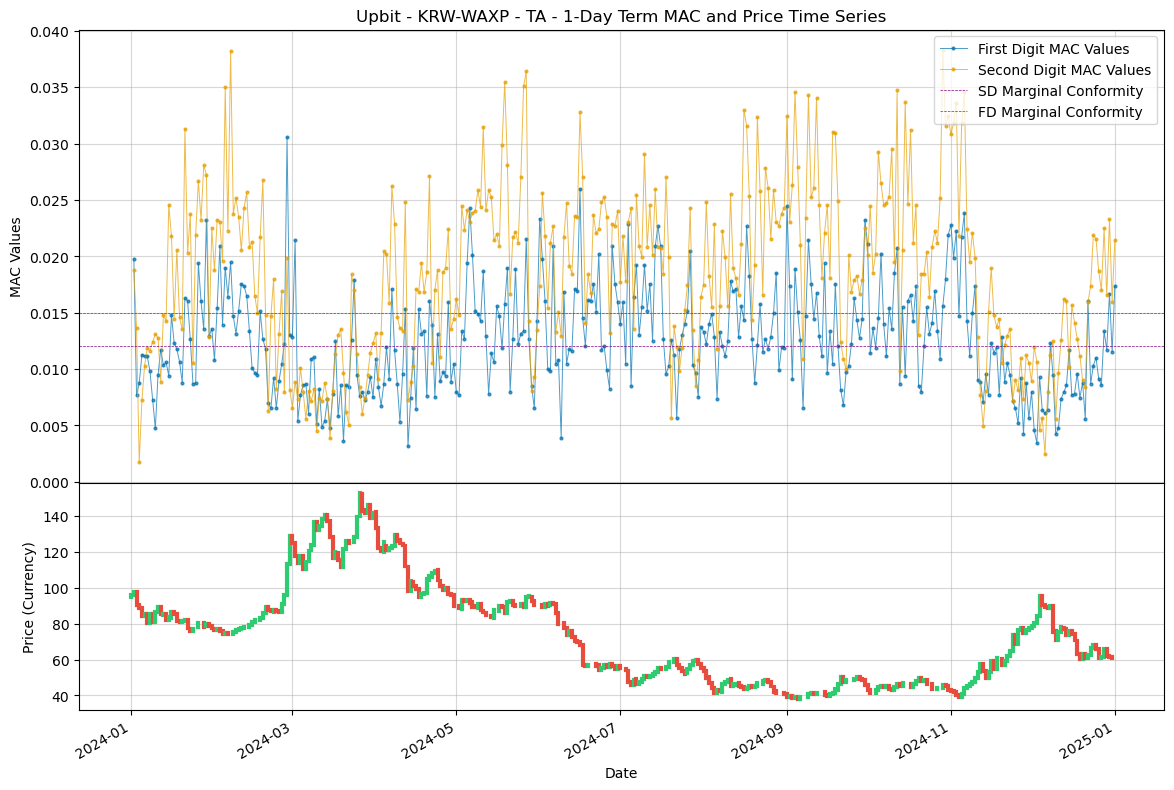 Upbit - KRW-WAXP - TA - 1-Day Term MAC and Price Time Series
First Digit MAC Values
Second Digit MAC Values
SD Marginal Conformity
FD Marginal Conformity
MAC Values
0.040
0.035
0.030
0.025
0.020
0.015
0.010
0.005
0.000
Price (Currency)
140
120
100
80
60
40
2024-01
2024-03
2024-05
2024-07
2024-09
2024-11
2025-01
Date